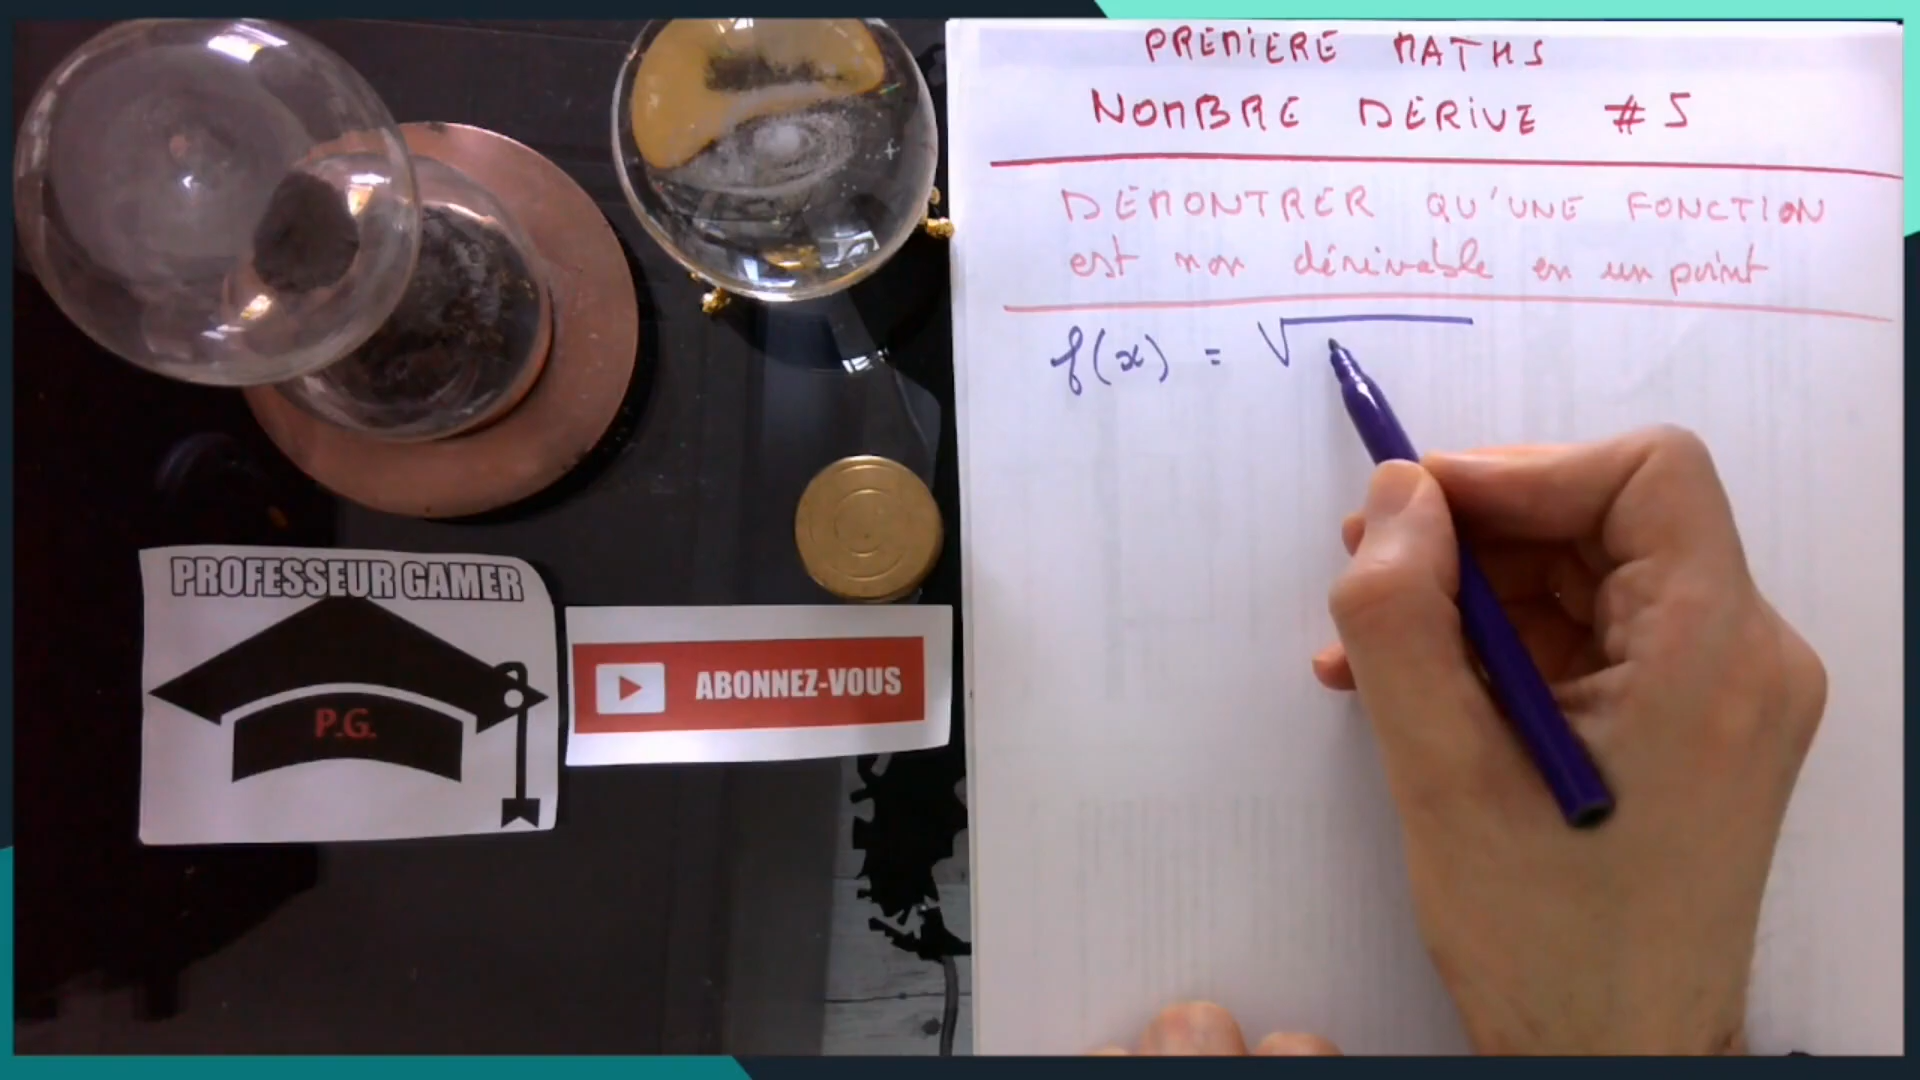 PREMIERE MATHS
NOMBRE DERIVE #5
DEMONTRER QU'UNE FONCTION
est non dérivable en un point
f(x) = √
PROFESSEUR GAMER
P.G.
ABONNEZ-VOUS